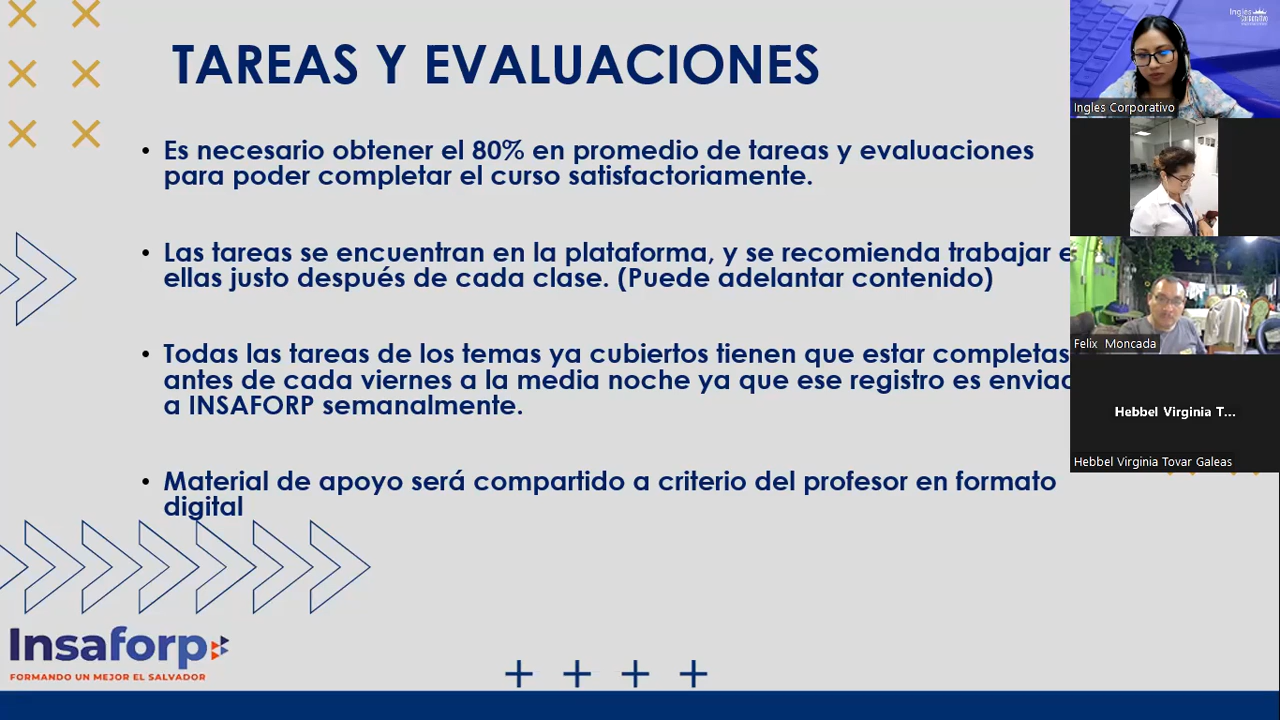 TAREAS Y EVALUACIONES
Es necesario obtener el 80% en promedio de tareas y evaluaciones
para poder completar el curso satisfactoriamente.
Las tareas se encuentran en la plataforma, y se recomienda trabajar e
ellas justo después de cada clase. (Puede adelantar contenido)
Todas las tareas de los temas ya cubiertos tienen que estar completas
antes de cada viernes a la media noche ya que ese registro es enviad
a INSAFORP semanalmente.
Material de apoyo será compartido a criterio del profesor en formato
digital
Insaforp
FORMANDO UN MEJOR EL SALVADOR
Ingles
Ingles Corporativo
Felix Moncada
Hebbel Virginia T...
Hebbel Virginia Tovar Galeas